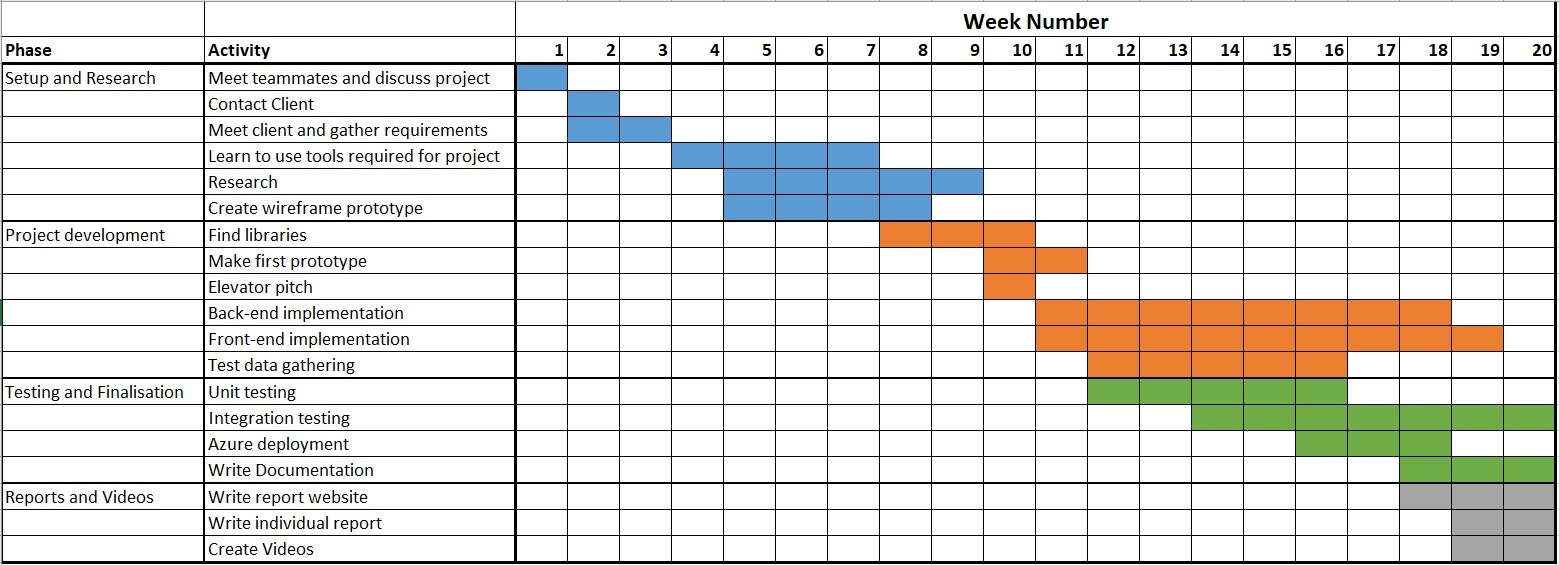 Week Number
Phase Activity 1 2 3 4 5 6 7 8 9 10 11 12 13 14 15 16 17 18 19 20
Setup and Research Meet teammates and discuss project
Contact Client
Meet client and gather requirements
Learn to use tools required for project
Research
Create wireframe prototype
Project development Find libraries
Make first prototype
Elevator pitch
Back-end implementation
Front-end implementation
Test data gathering
Testing and Finalisation Unit testing
Integration testing
Azure deployment
Write Documentation
Reports and Videos Write report website
Write individual report
Create Videos